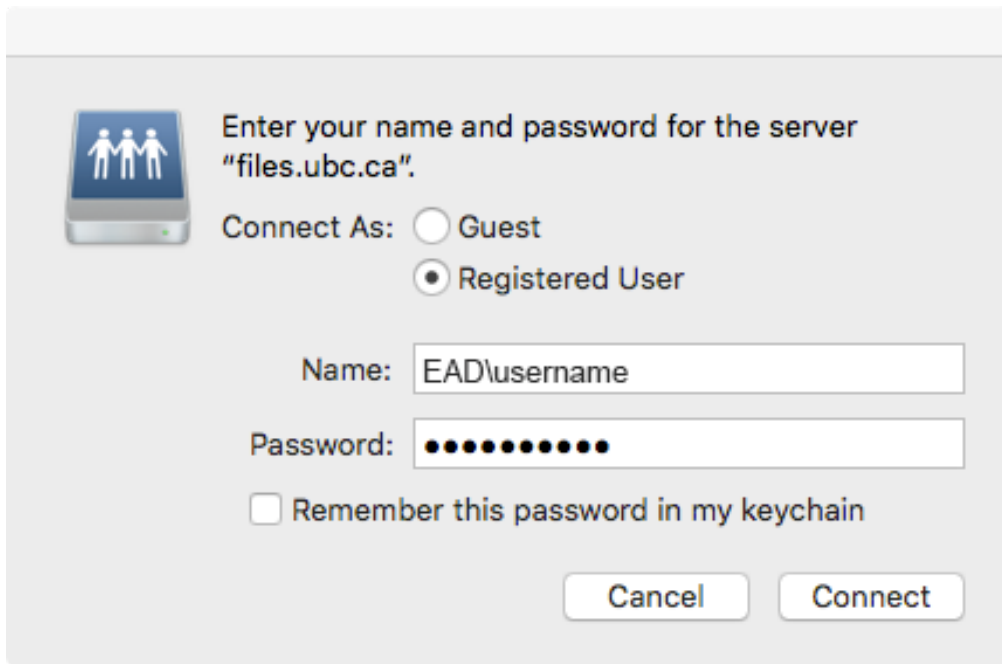 Enter your name and password for the server
"files.ubc.ca".
Connect As: Guest
Registered User
Name: EAD\username
Password: ••••••••••
Remember this password in my keychain
Cancel Connect